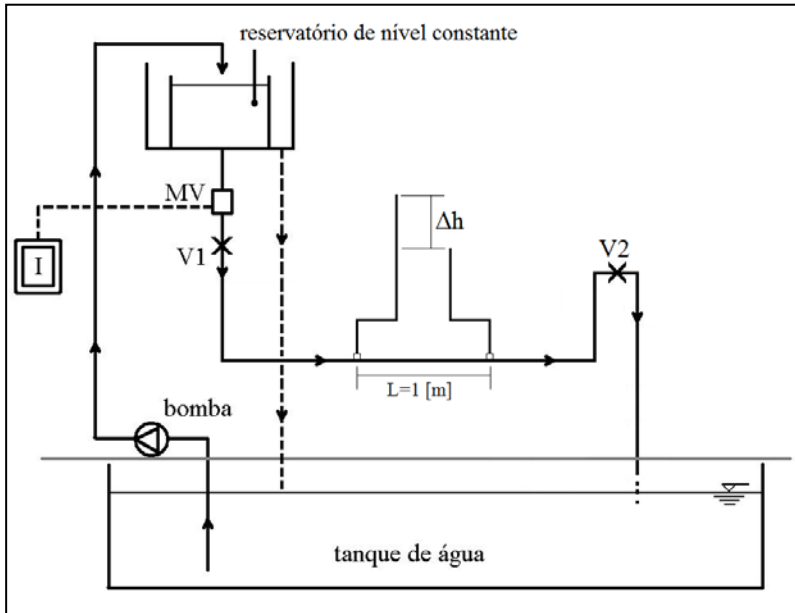 reservatório de nível constante
MV
I
V1
Δh
V2
L=1 [m]
bomba
tanque de água